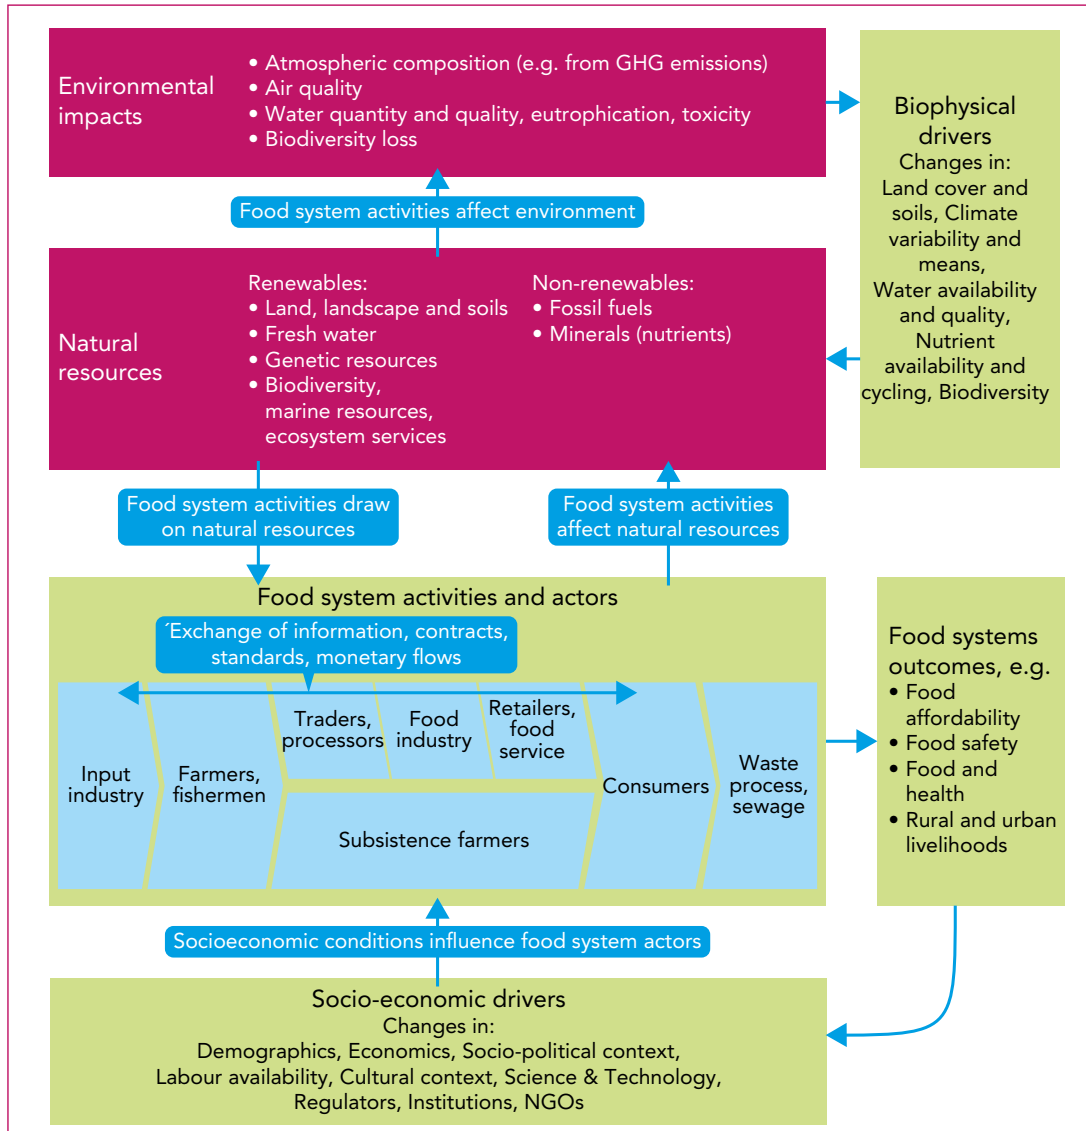 Environmental
impacts
• Atmospheric composition (e.g. from GHG emissions)
• Air quality
• Water quantity and quality, eutrophication, toxicity
• Biodiversity loss
Biophysical
drivers
Changes in:
Land cover and
soils, Climate
variability and
means,
Water availability
and quality,
Nutrient
availability and
cycling, Biodiversity
Food system activities affect environment
Natural
resources
Renewables:
• Land, landscape and soils
• Fresh water
• Genetic resources
• Biodiversity,
marine resources,
ecosystem services
Non-renewables:
• Fossil fuels
• Minerals (nutrients)
Food system activities draw
on natural resources
Food system activities
affect natural resources
Food system activities and actors
´Exchange of information, contracts,
standards, monetary flows
Input
industry
Farmers,
fishermen
Traders,
processors
Food
industry
Retailers,
food
service
Subsistence farmers
Consumers
Waste
process,
sewage
Food systems
outcomes, e.g.
• Food
affordability
• Food safety
• Food and
health
• Rural and urban
livelihoods
Socioeconomic conditions influence food system actors
Socio-economic drivers
Changes in:
Demographics, Economics, Socio-political context,
Labour availability, Cultural context, Science & Technology,
Regulators, Institutions, NGOs